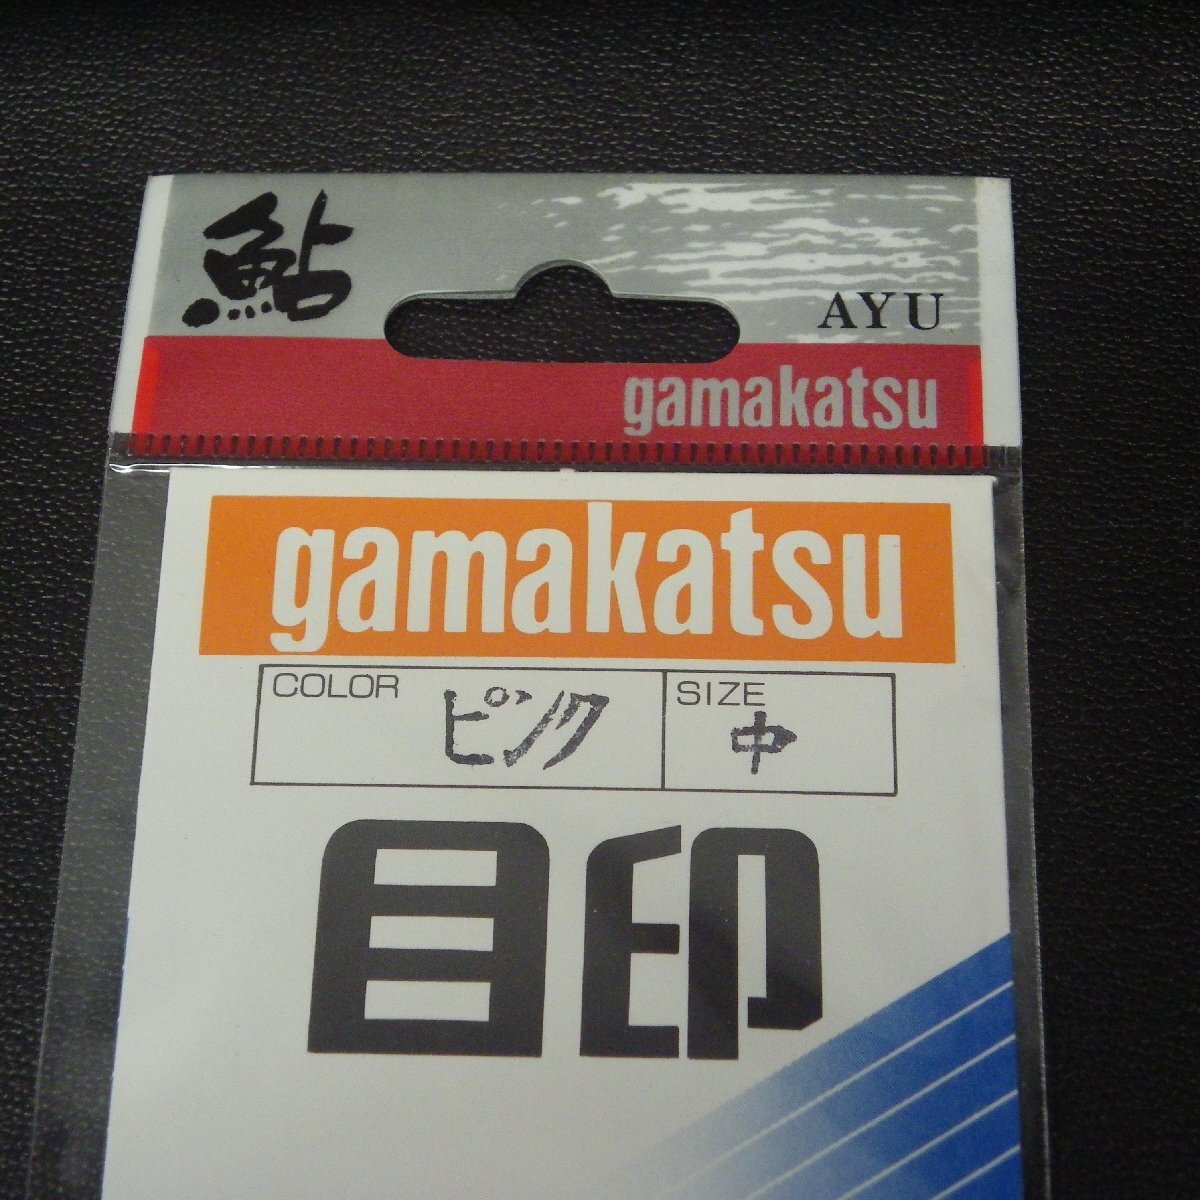 鮎
AYU
gamakatsu
gamakatsu
COLOR ピンク SIZE 中
目印